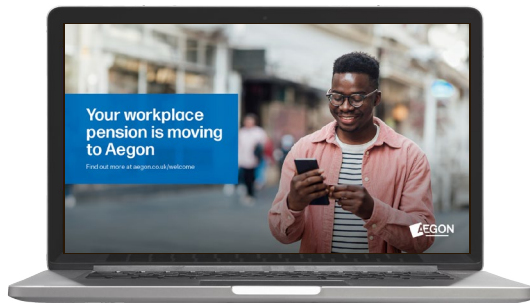 Your workplace
pension is moving
to Aegon
Find out more at aegon.co.uk/welcome
AEGON